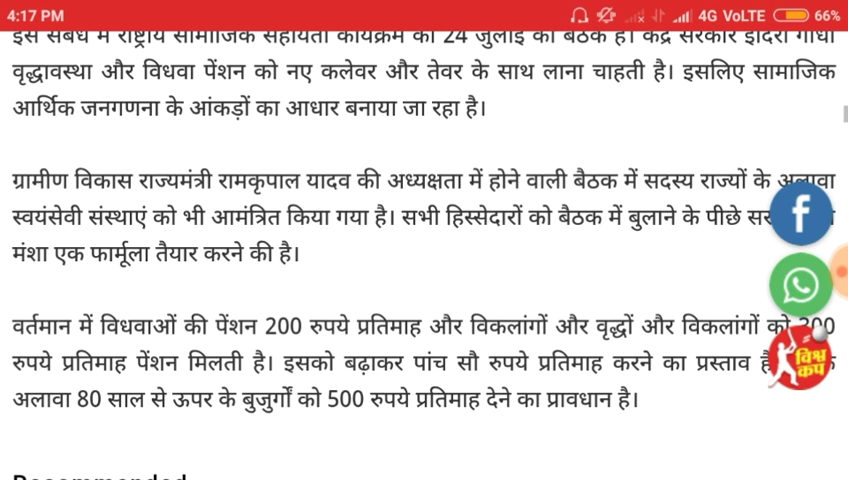 4:17 PM 4G VoLTE 66%
इस संबंध में राष्ट्रीय सामाजिक सहायता कार्यक्रम की 24 जुलाई को बैठक है। केंद्र सरकार इंदिरा गांधी
वृद्धावस्था और विधवा पेंशन को नए कलेवर और तेवर के साथ लाना चाहती है। इसलिए सामाजिक
आर्थिक जनगणना के आंकड़ों का आधार बनाया जा रहा है।
ग्रामीण विकास राज्यमंत्री रामकृपाल यादव की अध्यक्षता में होने वाली बैठक में सदस्य राज्यों के अलावा
स्वयंसेवी संस्थाएं को भी आमंत्रित किया गया है। सभी हिस्सेदारों को बैठक में बुलाने के पीछे
मंशा एक फार्मूला तैयार करने की है।
वर्तमान में विधवाओं की पेंशन 200 रुपये प्रतिमाह और विकलांगों और वृद्धों और विकलांगों को 300
रुपये प्रतिमाह पेंशन मिलती है। इसको बढ़ाकर पांच सौ रुपये प्रतिमाह करने का प्रस्ताव
अलावा 80 साल से ऊपर के बुजुर्गों को 500 रुपये प्रतिमाह देने का प्रावधान है।
विश्व
कप
Recommended